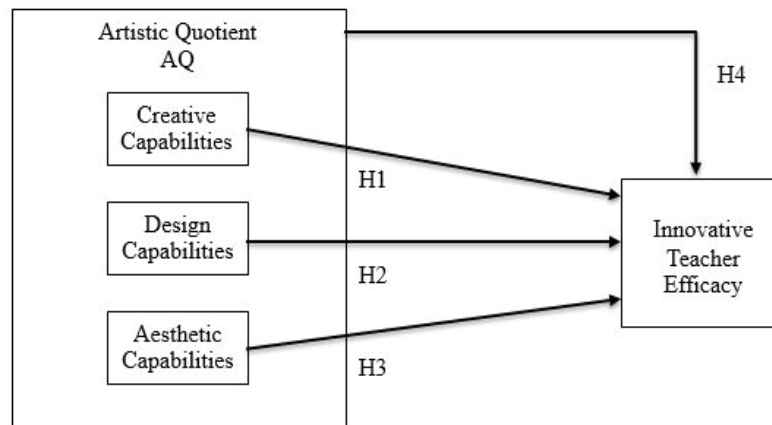 Artistic Quotient
AQ
Creative
Capabilities
H1
Design
Capabilities
H2
Aesthetic
Capabilities
H3
H4
Innovative
Teacher
Efficacy